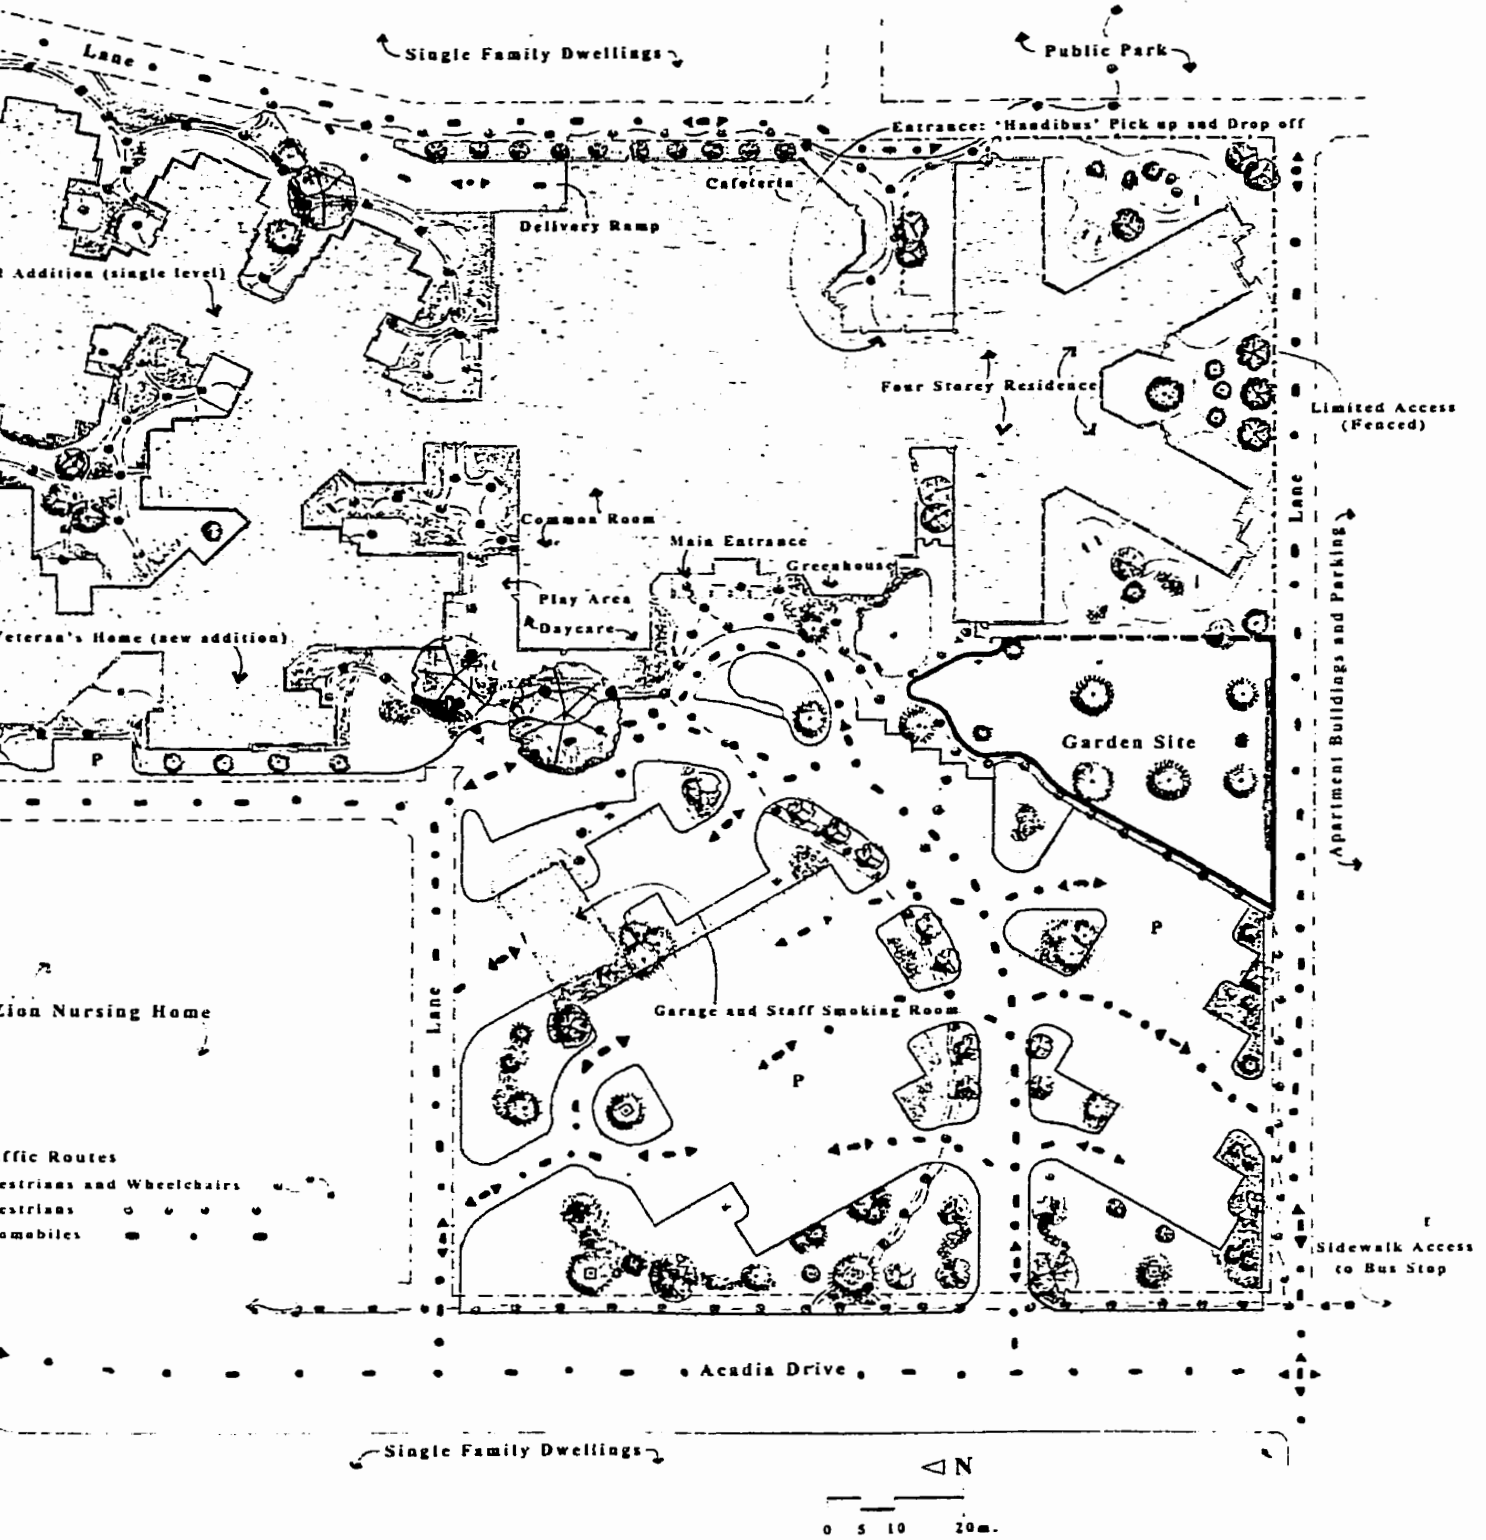 Lane
Single Family Dwellings
Public Park
Entrance: 'Handibus' Pick up and Drop off
Cafeteria
Delivery Ramp
Addition (single level)
Four Storey Residence
Limited Access
(Fenced)
Lane
Common Room
Main Entrance
Greenhouse
Play Area
Daycare
Veteran's Home (new addition)
Apartment Buildings and Parking
Garden Site
P
P
Zion Nursing Home
Lane
Garage and Staff Smoking Room
P
ffic Routes
estrians and Wheelchairs
estrians
omobiles
Sidewalk Access
to Bus Stop
Acadia Drive
Single Family Dwellings
N
0 5 10 20m.